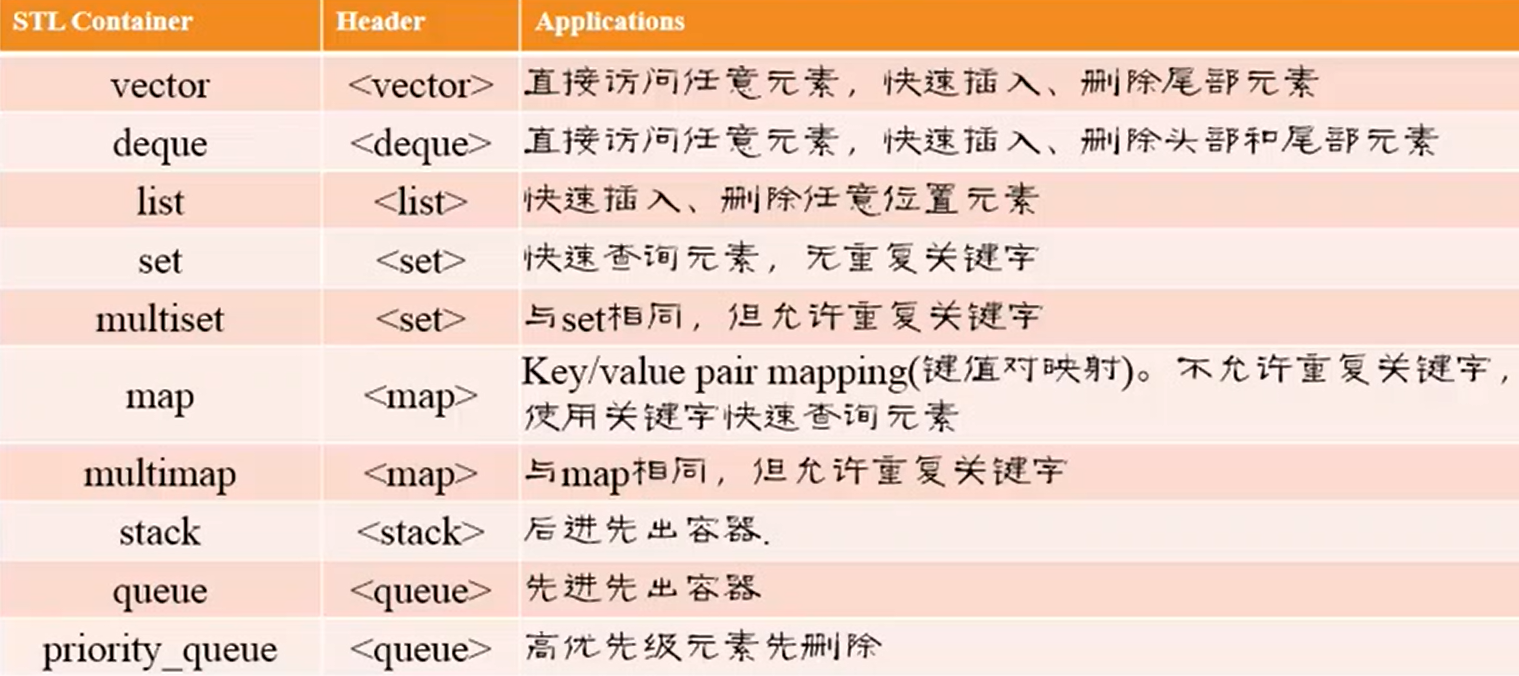 STL Container Header Applications
vector <vector> 直接访问任意元素，快速插入、删除尾部元素
deque <deque> 直接访问任意元素，快速插入、删除头部和尾部元素
list <list> 快速插入、删除任意位置元素
set <set> 快速查询元素，无重复关键字
multiset <set> 与set相同，但允许重复关键字
map <map> Key/value pair mapping(键值对映射)。不允许重复关键字，
使用关键字快速查询元素
multimap <map> 与map相同，但允许重复关键字
stack <stack> 后进先出容器.
queue <queue> 先进先出容器
priority_queue <queue> 高优先级元素先删除